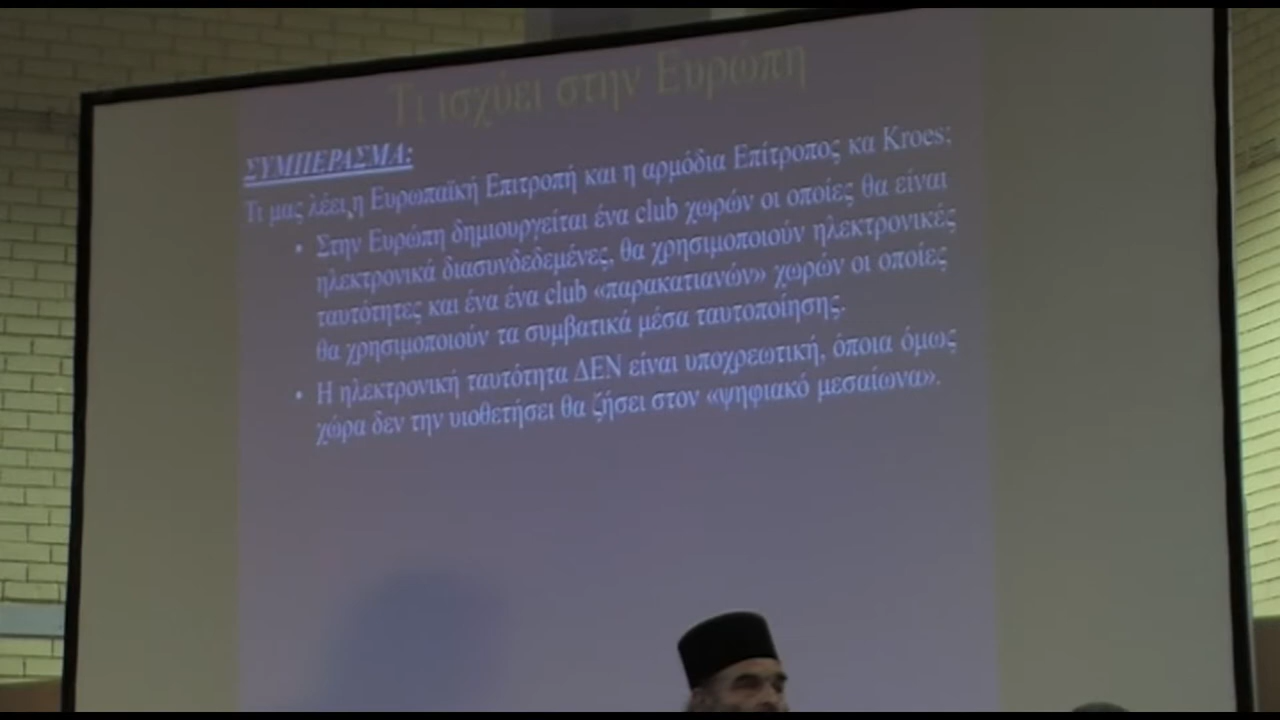 Τι ισχύει στην Ευρώπη
ΣΥΜΠΕΡΑΣΜΑ:
Τι μας λέει η Ευρωπαϊκή Επιτροπή και η αρμόδια Επίτροπος κα Kroes;
• Στην Ευρώπη δημιουργείται ένα club χωρών οι οποίες θα είναι
ηλεκτρονικά διασυνδεδεμένες, θα χρησιμοποιούν ηλεκτρονικές
ταυτότητες και ένα ένα club «παρακατιανών» χωρών οι οποίες
θα χρησιμοποιούν τα συμβατικά μέσα ταυτοποίησης.
• Η ηλεκτρονική ταυτότητα ΔΕΝ είναι υποχρεωτική, όποια όμως
χώρα δεν την υιοθετήσει θα ζήσει στον «ψηφιακό μεσαίωνα».